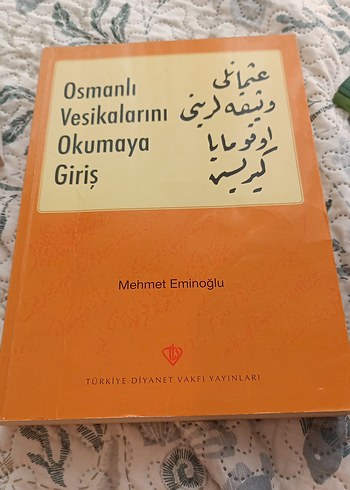 Osmanlı
Vesikalarını
Okumaya
Giriş
عثمانلی
وثیقه لرینی
اوقومایا
کیریش
Mehmet Eminoğlu
TÜRKİYE DİYANET VAKFI YAYINLARI